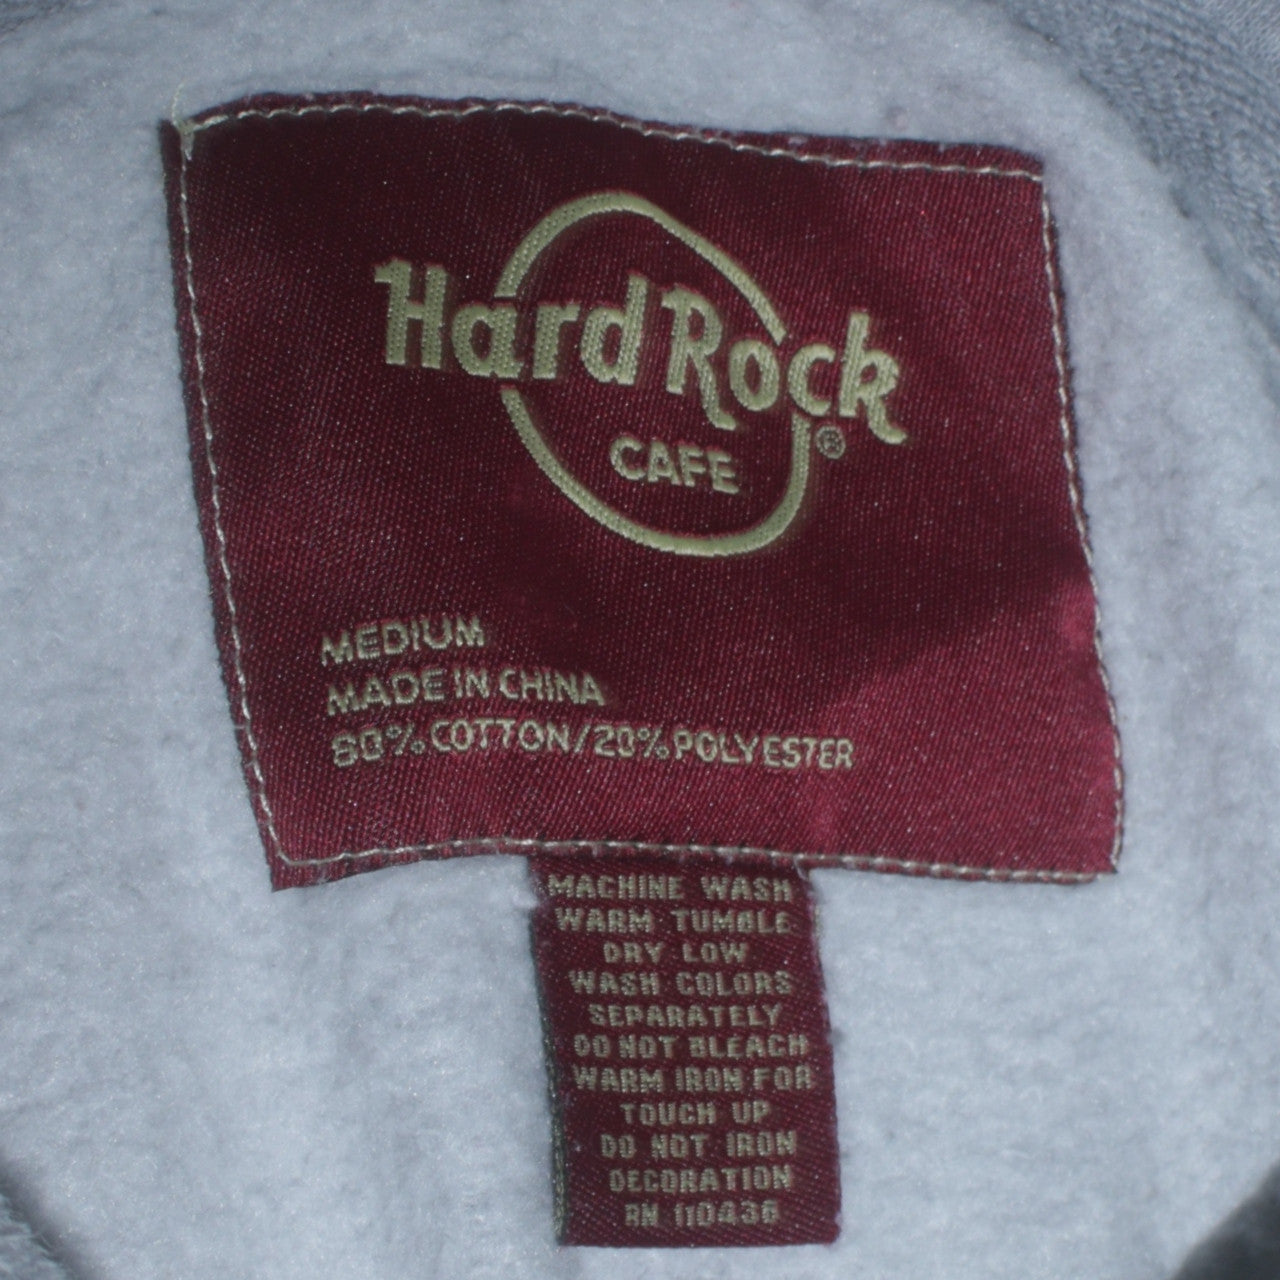 Hard Rock
CAFE
®
MEDIUM
MADE IN CHINA
80% COTTON/20% POLYESTER
MACHINE WASH
WARM TUMBLE
DRY LOW
WASH COLORS
SEPARATELY
DO NOT BLEACH
WARM IRON FOR
TOUCH UP
DO NOT IRON
DECORATION
RN 110436